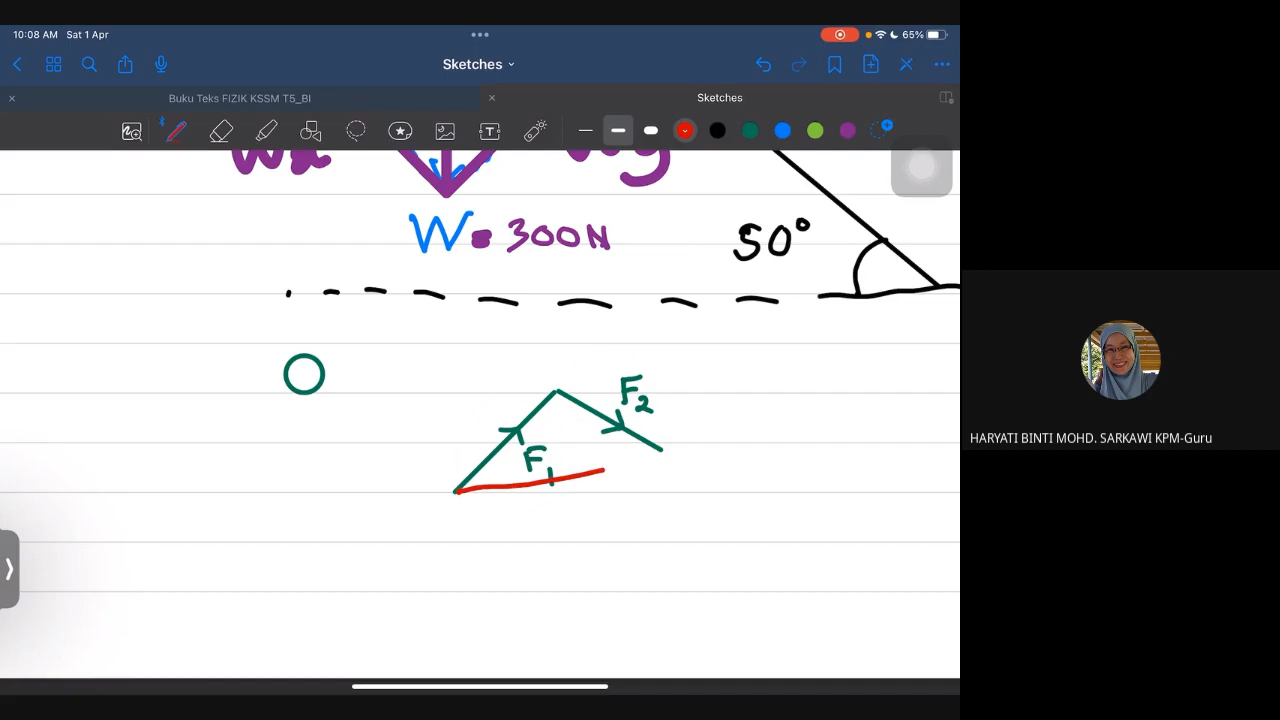 10:08 AM Sat 1 Apr
65%
Sketches
Buku Teks FIZIK KSSM T5_BI
Sketches
W = 300N
50°
F2
F1
HARYATI BINTI MOHD. SARKAWI KPM-Guru